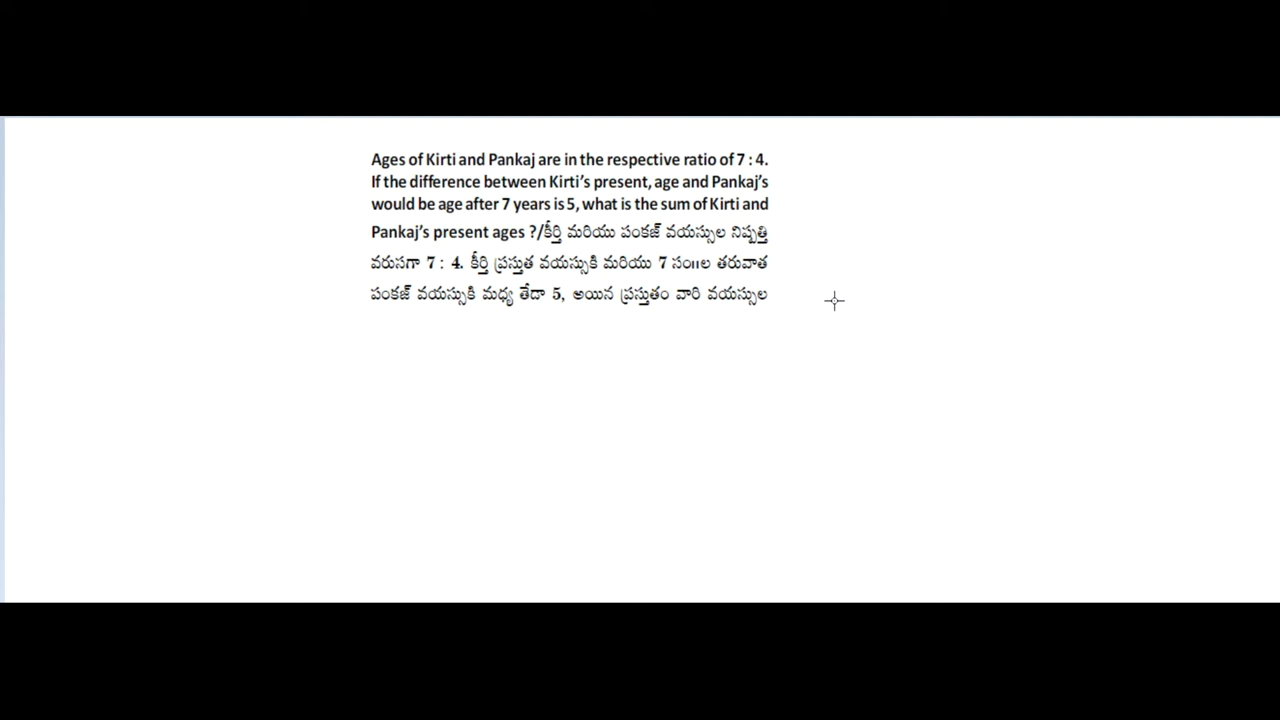 Ages of Kirti and Pankaj are in the respective ratio of 7 : 4.
If the difference between Kirti's present, age and Pankaj's
would be age after 7 years is 5, what is the sum of Kirti and
Pankaj's present ages ?/కీర్తి మరియు పంకజ్ వయస్సుల నిష్పత్తి
వరుసగా 7 : 4. కీర్తి ప్రస్తుత వయస్సుకి మరియు 7 సం॥ల తరువాత
పంకజ్ వయస్సుకి మధ్య తేడా 5, అయిన ప్రస్తుతం వారి వయస్సుల